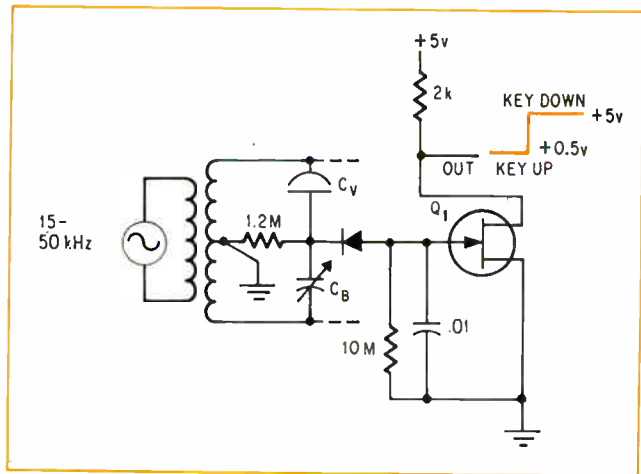 +5v
2k
KEY DOWN
+5v
+0.5v
OUT
KEY UP
Q1
CV
1.2M
15–
50 kHz
CB
10M
.01